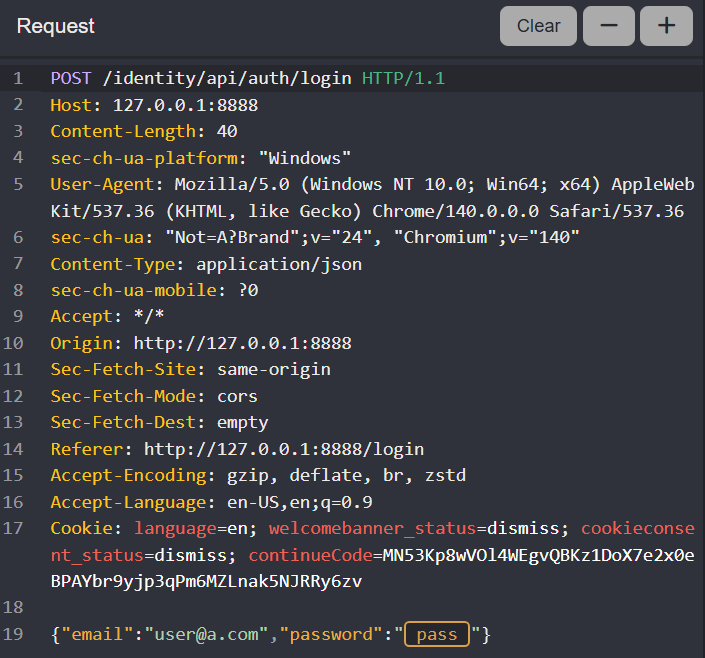 Request
Clear
1 POST /identity/api/auth/login HTTP/1.1
2 Host: 127.0.0.1:8888
3 Content-Length: 40
4 sec-ch-ua-platform: "Windows"
5 User-Agent: Mozilla/5.0 (Windows NT 10.0; Win64; x64) AppleWeb
Kit/537.36 (KHTML, like Gecko) Chrome/140.0.0.0 Safari/537.36
6 sec-ch-ua: "Not=A?Brand";v="24", "Chromium";v="140"
7 Content-Type: application/json
8 sec-ch-ua-mobile: ?0
9 Accept: */*
10 Origin: http://127.0.0.1:8888
11 Sec-Fetch-Site: same-origin
12 Sec-Fetch-Mode: cors
13 Sec-Fetch-Dest: empty
14 Referer: http://127.0.0.1:8888/login
15 Accept-Encoding: gzip, deflate, br, zstd
16 Accept-Language: en-US,en;q=0.9
17 Cookie: language=en; welcomebanner_status=dismiss; cookieconse
nt_status=dismiss; continueCode=MN53Kp8wVOl4WEgvQBKz1DoX7e2x0e
BPAYbr9yjp3qPm6MZLnak5NJRRy6zv
18
19 {"email":"user@a.com","password":"pass"}